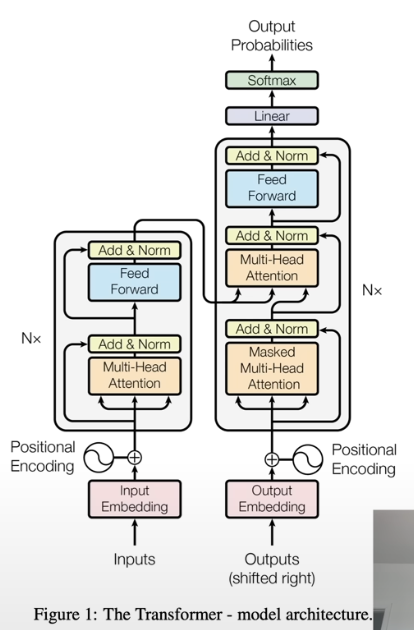 Output
Probabilities
Softmax
Linear
Add & Norm
Feed
Forward
Add & Norm
Multi-Head
Attention
Add & Norm
Masked
Multi-Head
Attention
Nx
Add & Norm
Feed
Forward
Add & Norm
Multi-Head
Attention
Nx
Positional
Encoding
Positional
Encoding
Input
Embedding
Output
Embedding
Inputs
Outputs
(shifted right)
Figure 1: The Transformer - model architecture.